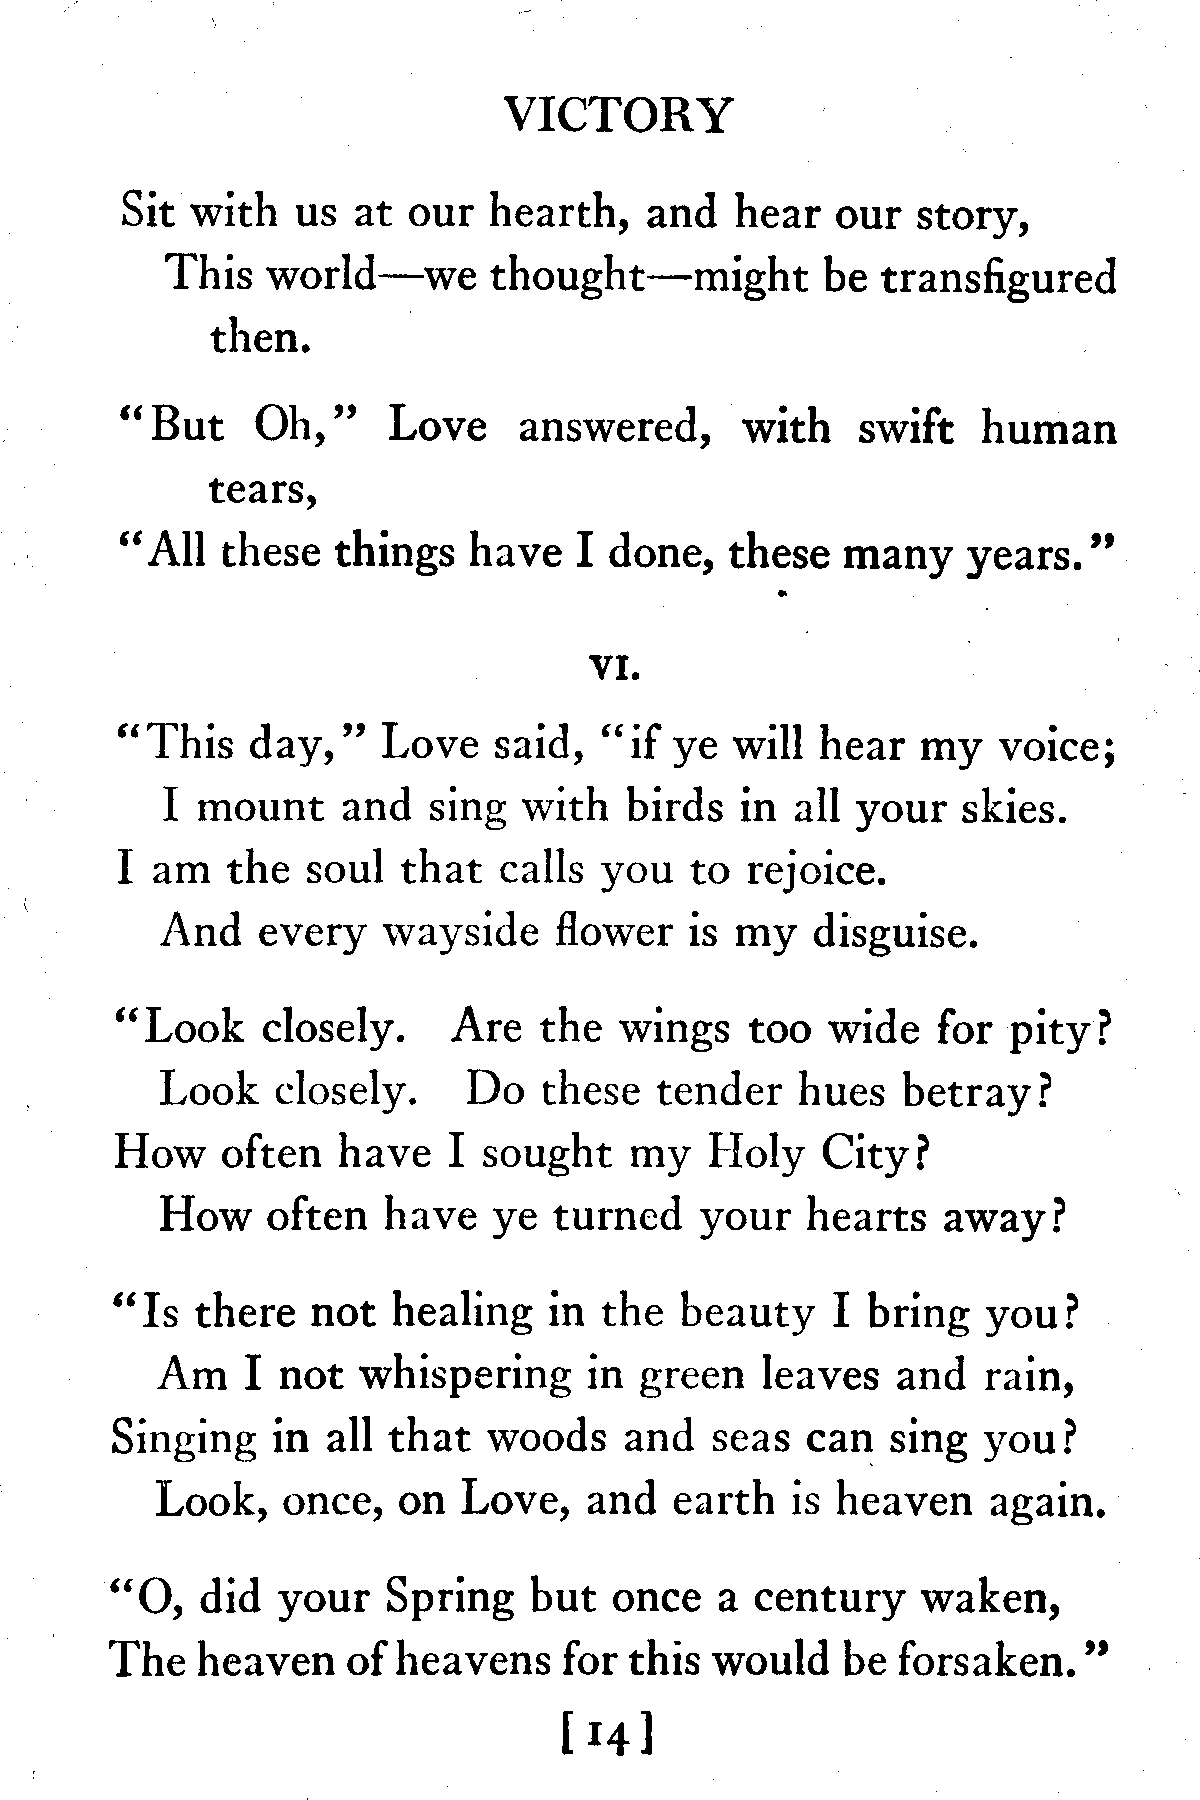 VICTORY
Sit with us at our hearth, and hear our story,
This world—we thought—might be transfigured
then.
“But Oh,” Love answered, with swift human
tears,
“All these things have I done, these many years.”
VI.
“This day,” Love said, “if ye will hear my voice;
I mount and sing with birds in all your skies.
I am the soul that calls you to rejoice.
And every wayside flower is my disguise.
“Look closely. Are the wings too wide for pity?
Look closely. Do these tender hues betray?
How often have I sought my Holy City?
How often have ye turned your hearts away?
“Is there not healing in the beauty I bring you?
Am I not whispering in green leaves and rain,
Singing in all that woods and seas can sing you?
Look, once, on Love, and earth is heaven again.
“O, did your Spring but once a century waken,
The heaven of heavens for this would be forsaken.”
[ 14 ]